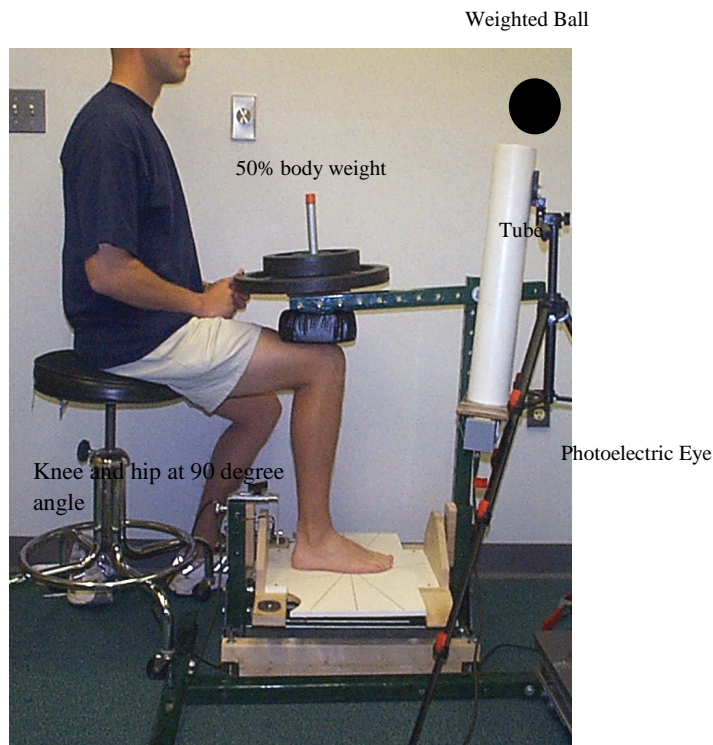 Weighted Ball
50% body weight
Tube
Photoelectric Eye
Knee and hip at 90 degree
angle